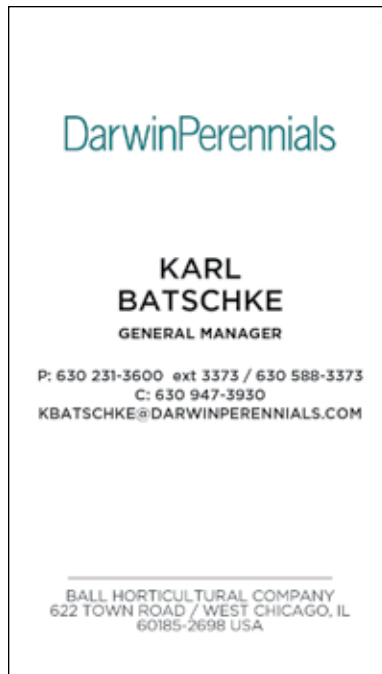 DarwinPerennials
KARL
BATSCHKE
GENERAL MANAGER
P: 630 231-3600 ext 3373 / 630 588-3373
C: 630 947-3930
KBATSCHKE@DARWINPERENNIALS.COM
BALL HORTICULTURAL COMPANY
622 TOWN ROAD / WEST CHICAGO, IL
60185-2698 USA